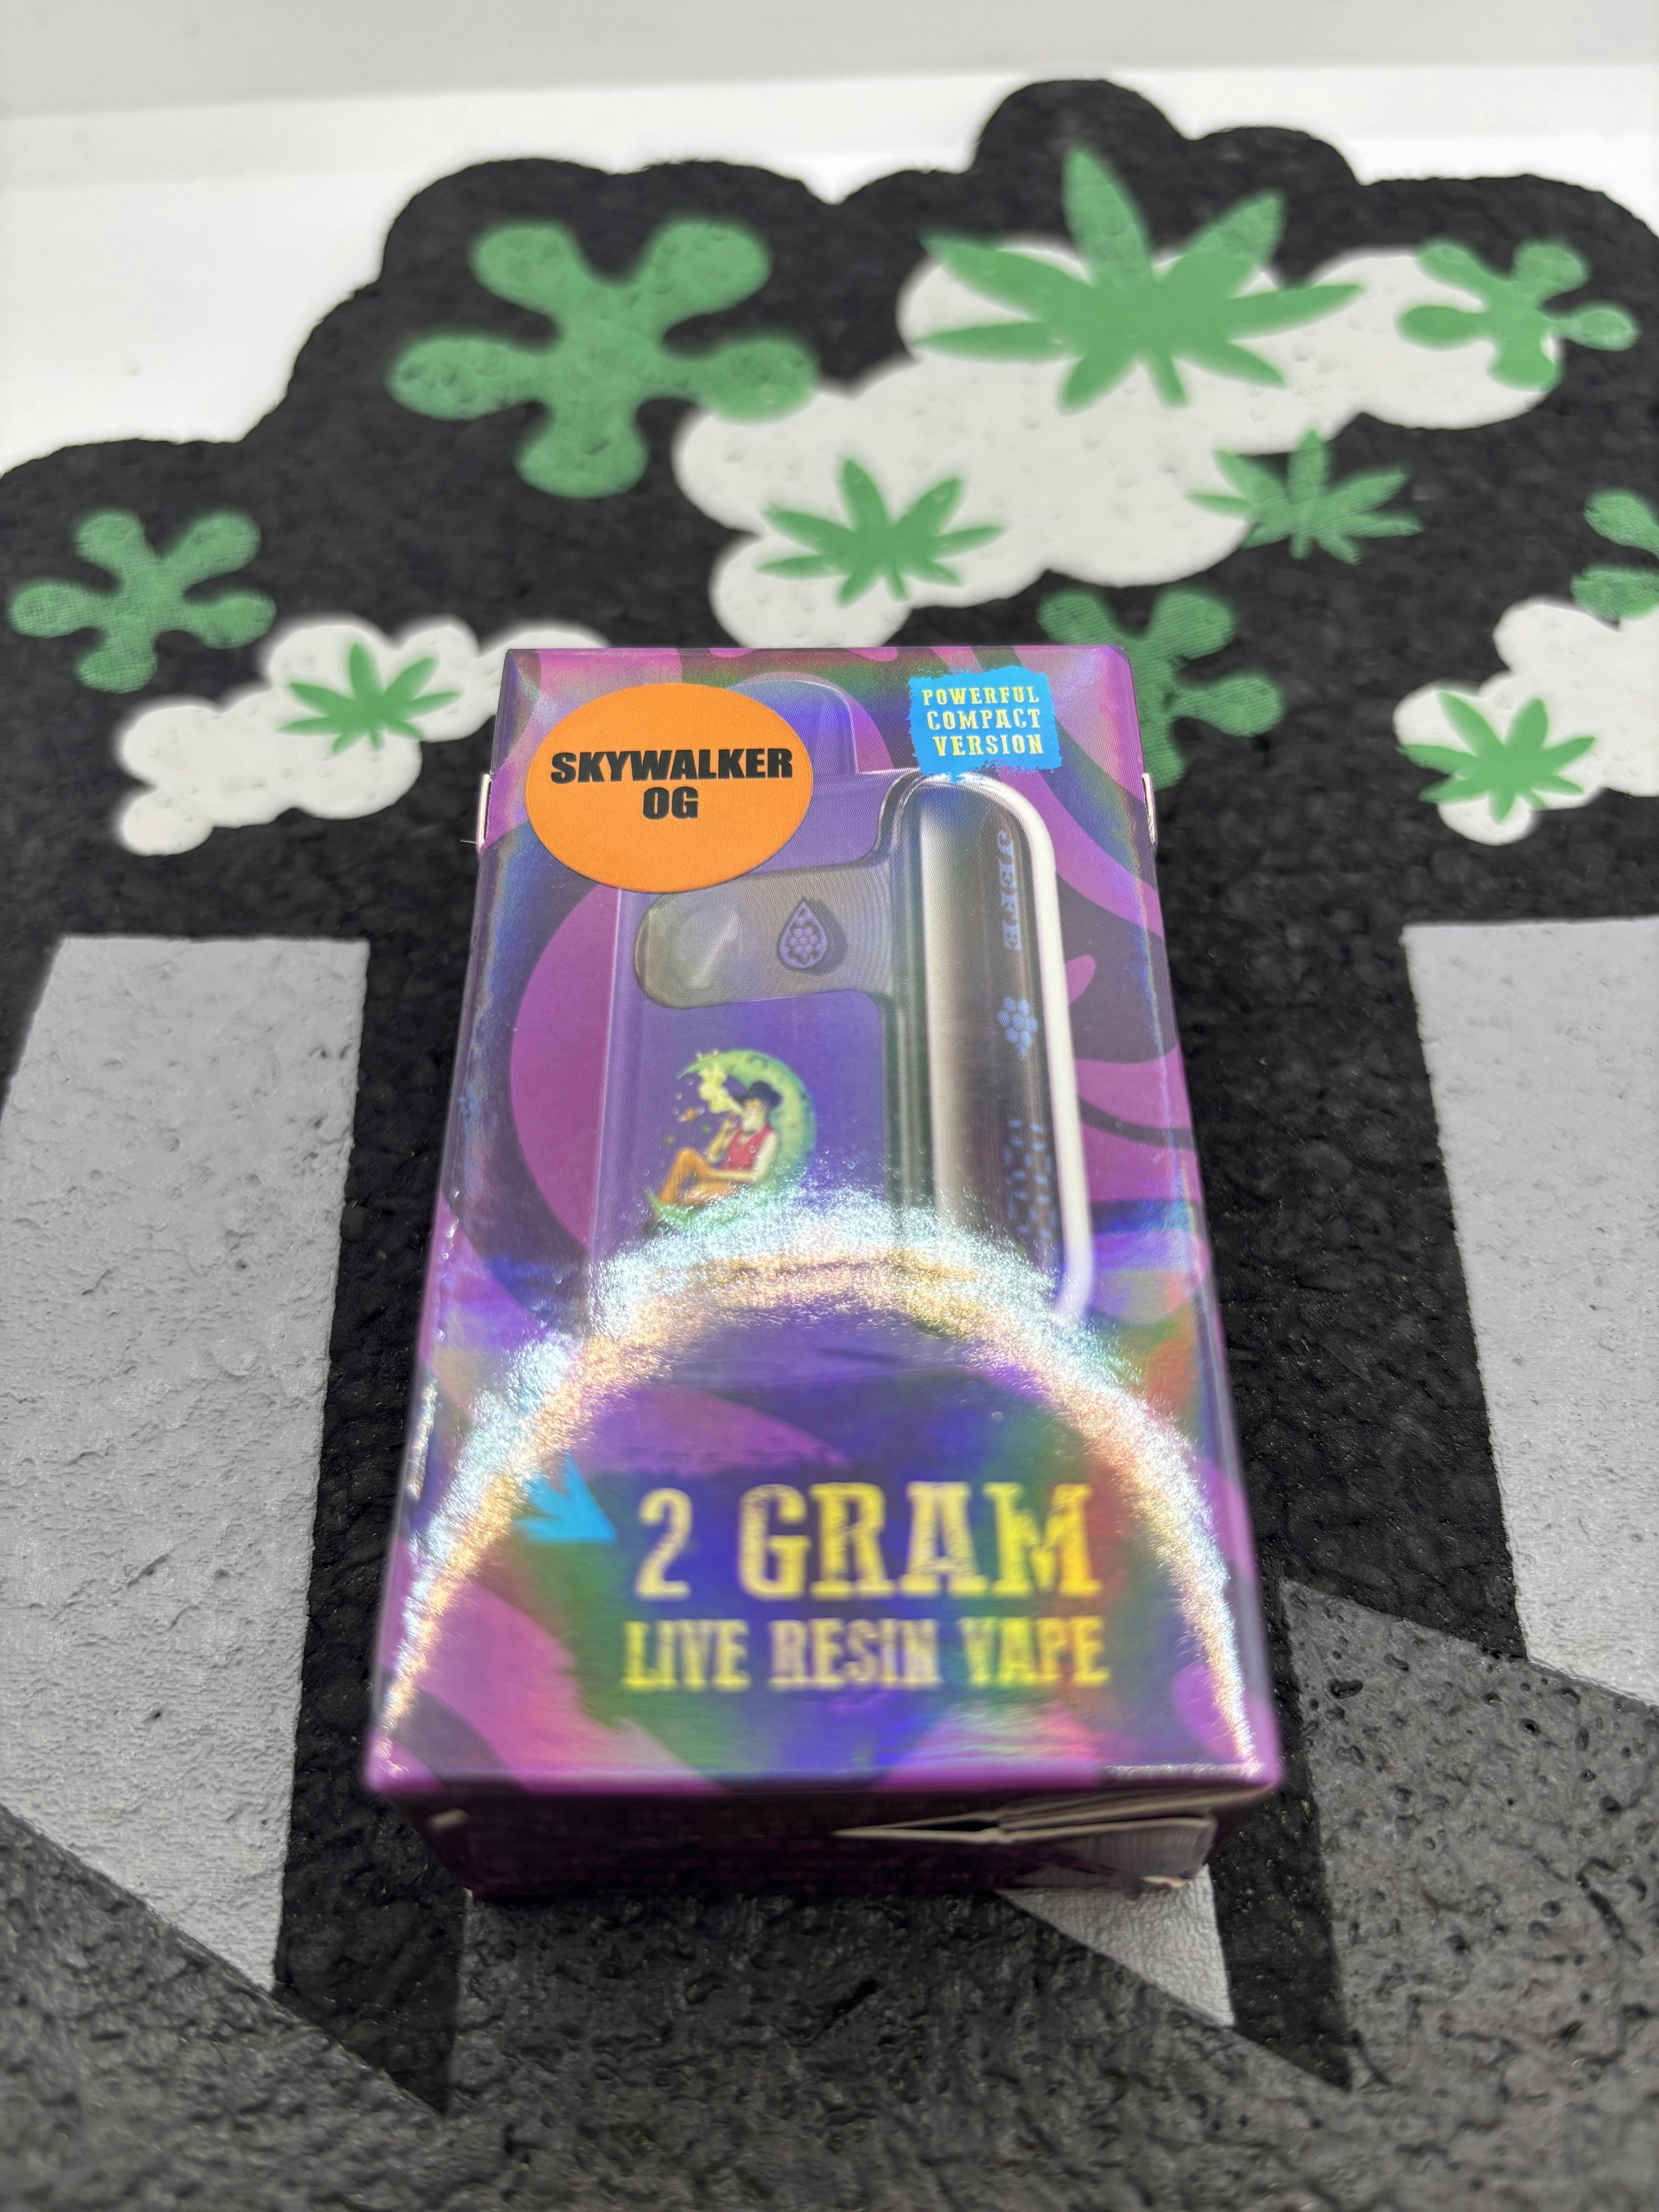 SKYWALKER
OG
POWERFUL
COMPACT
VERSION
2 GRAM
LIVE RESIN VAPE